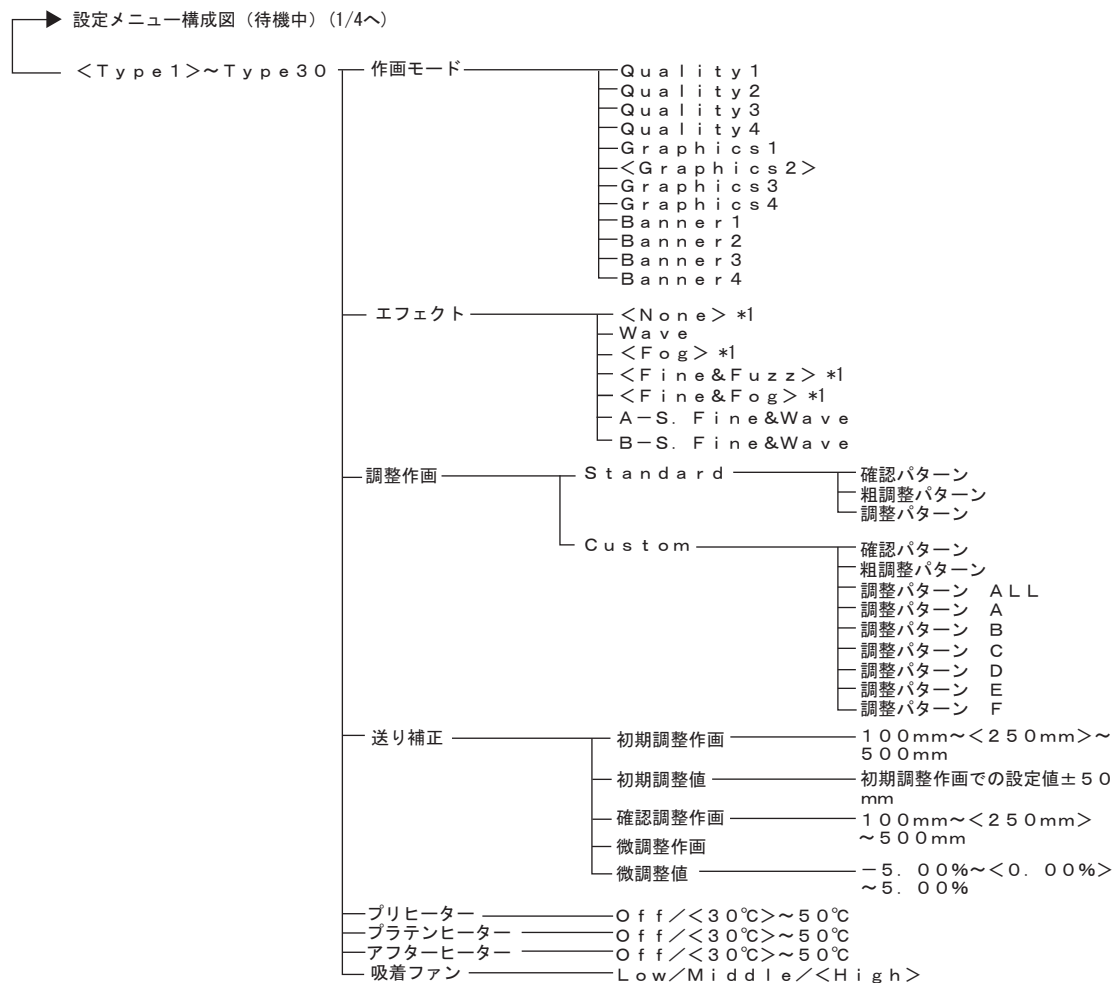 設定メニュー構成図（待機中）(1/4へ)
＜Ｔｙｐｅ１＞～Ｔｙｐｅ３０
作画モード
Ｑｕａｌｉｔｙ１
Ｑｕａｌｉｔｙ２
Ｑｕａｌｉｔｙ３
Ｑｕａｌｉｔｙ４
Ｇｒａｐｈｉｃｓ１
＜Ｇｒａｐｈｉｃｓ２＞
Ｇｒａｐｈｉｃｓ３
Ｇｒａｐｈｉｃｓ４
Ｂａｎｎｅｒ１
Ｂａｎｎｅｒ２
Ｂａｎｎｅｒ３
Ｂａｎｎｅｒ４
エフェクト
＜Ｎｏｎｅ＞ *1
Ｗａｖｅ
＜Ｆｏｇ＞ *1
＜Ｆｉｎｅ＆Ｆｕｚｚ＞ *1
＜Ｆｉｎｅ＆Ｆｏｇ＞ *1
Ａ－Ｓ．Ｆｉｎｅ＆Ｗａｖｅ
Ｂ－Ｓ．Ｆｉｎｅ＆Ｗａｖｅ
調整作画
Ｓｔａｎｄａｒｄ
確認パターン
粗調整パターン
調整パターン
Ｃｕｓｔｏｍ
確認パターン
粗調整パターン
調整パターン　ＡＬＬ
調整パターン　Ａ
調整パターン　Ｂ
調整パターン　Ｃ
調整パターン　Ｄ
調整パターン　Ｅ
調整パターン　Ｆ
送り補正
初期調整作画
１００ｍｍ～＜２５０ｍｍ＞～
５００ｍｍ
初期調整値
初期調整作画での設定値±５０
ｍｍ
確認調整作画
１００ｍｍ～＜２５０ｍｍ＞
～５００ｍｍ
微調整作画
微調整値
－５．００％～＜０．００％＞
～５．００％
プリヒーター
Ｏｆｆ／＜３０℃＞～５０℃
プラテンヒーター
Ｏｆｆ／＜３０℃＞～５０℃
アフターヒーター
Ｏｆｆ／＜３０℃＞～５０℃
吸着ファン
Ｌｏｗ／Ｍｉｄｄｌｅ／＜Ｈｉｇｈ＞